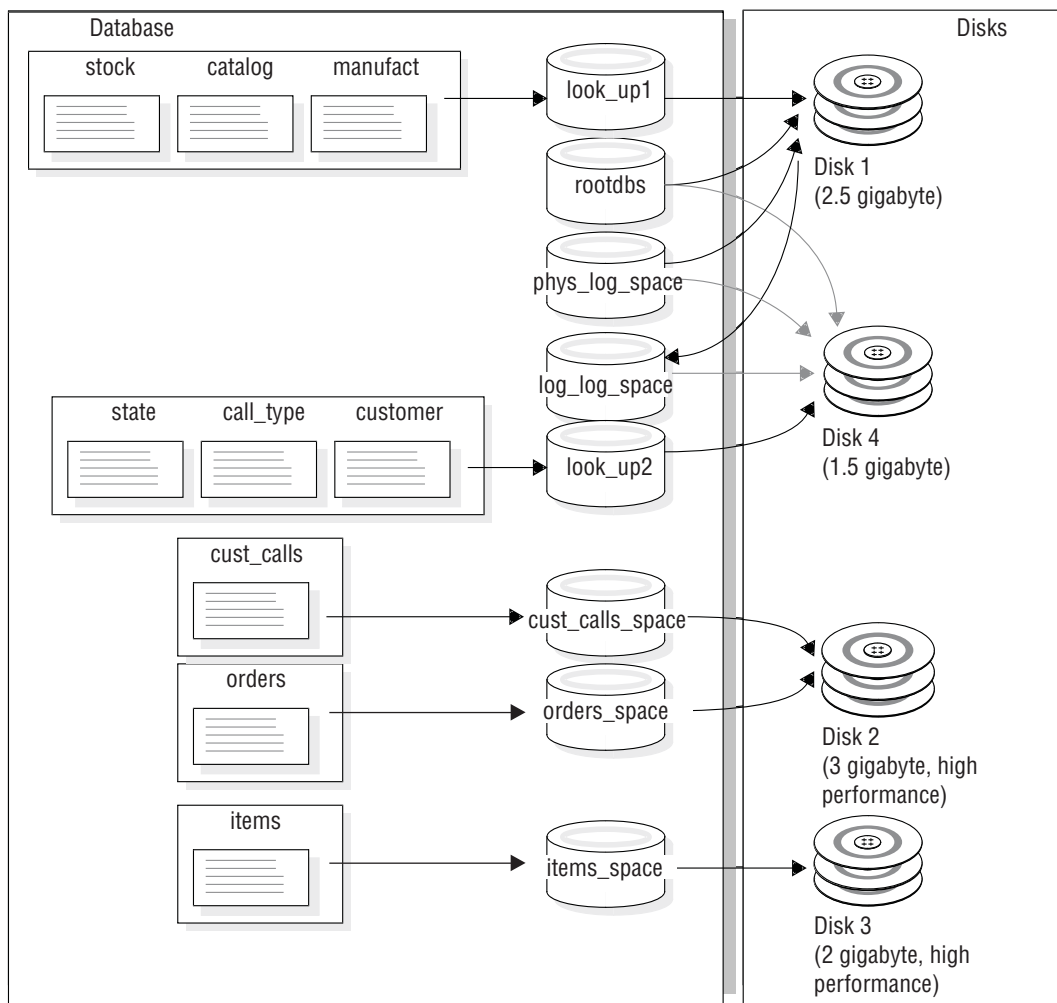 Database
Disks
stock
catalog
manufact
look_up1
Disk 1
(2.5 gigabyte)
rootdbs
phys_log_space
log_log_space
state
call_type
customer
look_up2
Disk 4
(1.5 gigabyte)
cust_calls
cust_calls_space
orders
orders_space
Disk 2
(3 gigabyte, high
performance)
items
items_space
Disk 3
(2 gigabyte, high
performance)